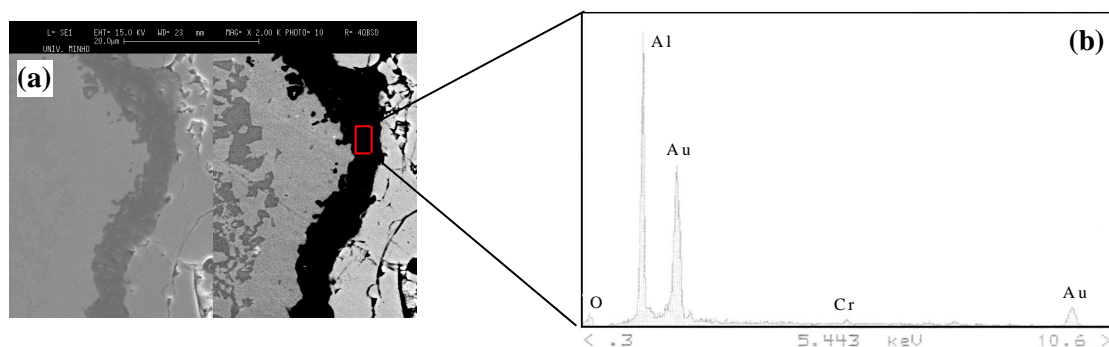 L= SE1 EHT= 15.0 KV WD= 23 mm MAG= X 2.00 K PHOTO= 10 R= 40BSD
20.0µm
UNIV. MINHO
(a)
(b)
Al
Au
O
Cr
Au
< .3 5.443 keV 10.6 >